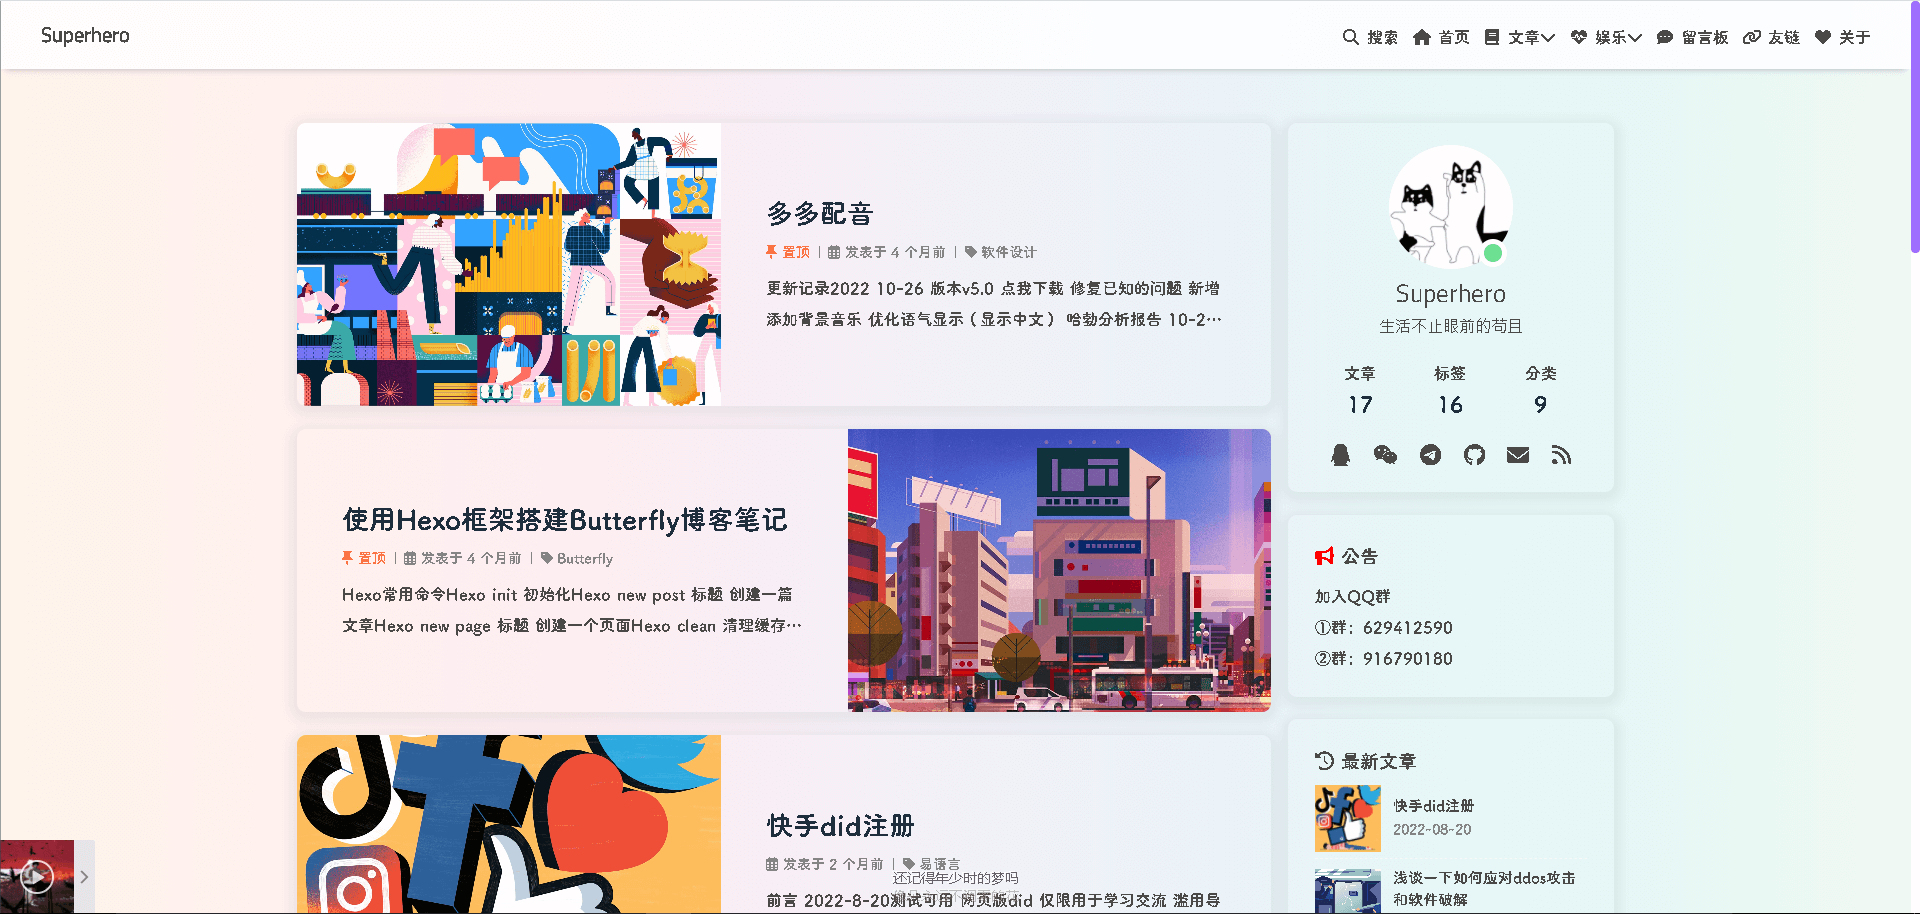 Superhero
搜索 首页 文章 娱乐 留言板 友链 关于
多多配音
置顶 | 发表于 4 个月前 | 软件设计
更新记录2022 10-26 版本v5.0 点我下载 修复已知的问题 新增
添加背景音乐 优化语气显示（显示中文） 哈勃分析报告 10-2…
使用Hexo框架搭建Butterfly博客笔记
置顶 | 发表于 4 个月前 | Butterfly
Hexo常用命令Hexo init 初始化Hexo new post 标题 创建一篇
文章Hexo new page 标题 创建一个页面Hexo clean 清理缓存…
快手did注册
发表于 2 个月前 | 易语言
还记得年少时的梦吗
前言 2022-8-20测试可用 网页版did 仅限用于学习交流 滥用导
Superhero
生活不止眼前的苟且
文章 标签 分类
17 16 9
公告
加入QQ群
①群：629412590
②群：916790180
最新文章
快手did注册
2022-08-20
浅谈一下如何应对ddos攻击
和软件破解